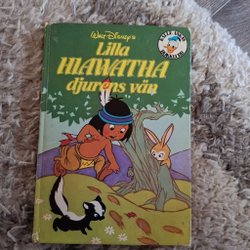 Walt Disney's
Lilla
HIAWATHA
djurens vän